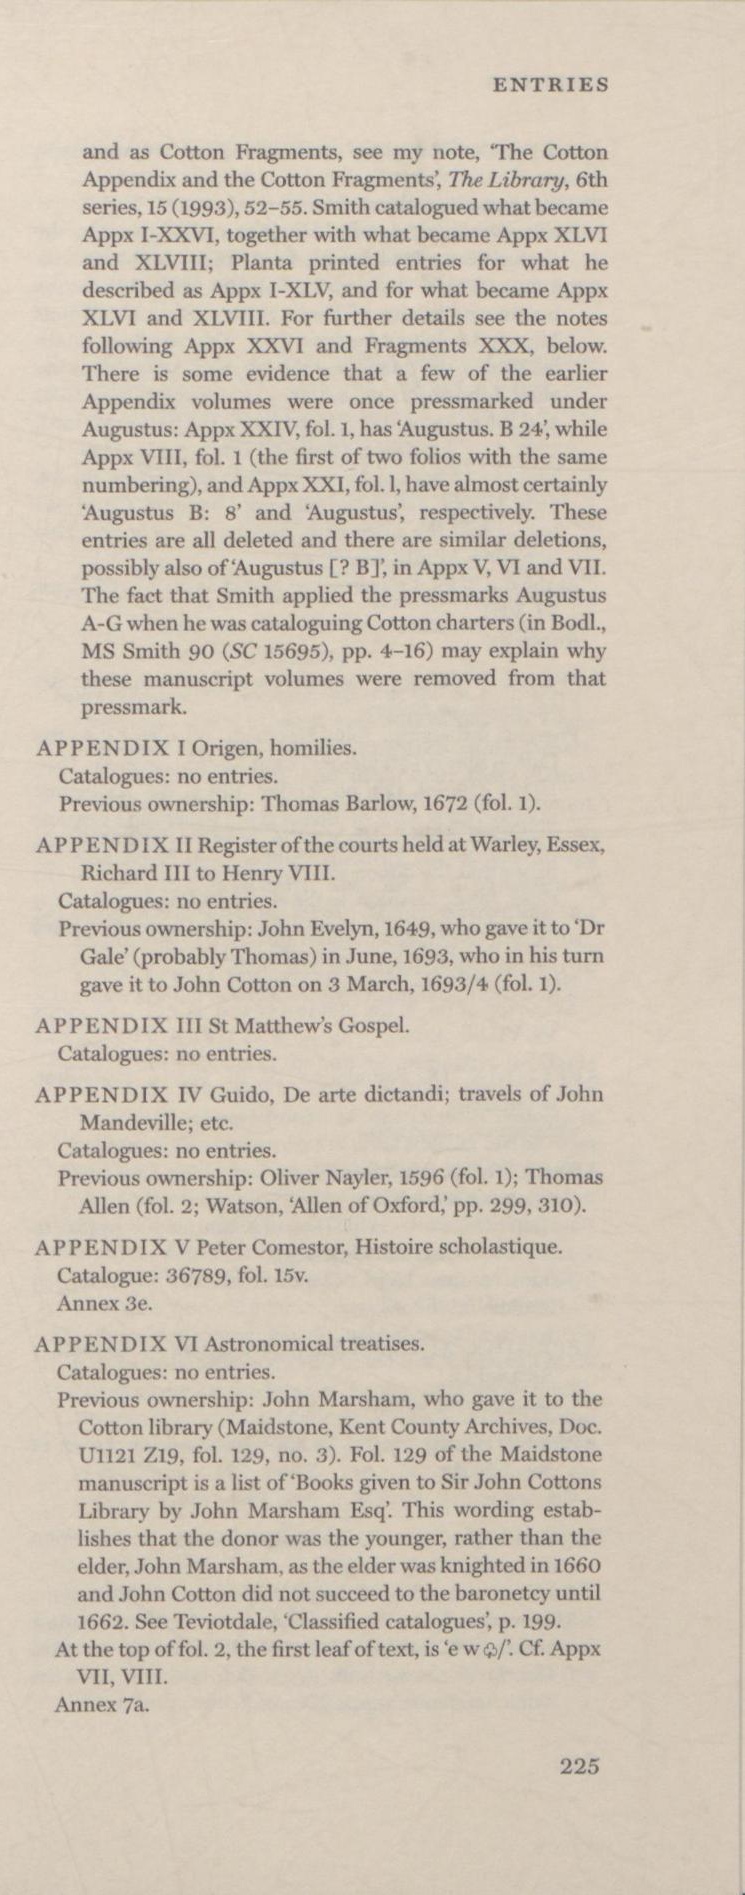 ENTRIES
and as Cotton Fragments, see my note, ‘The Cotton
Appendix and the Cotton Fragments’, The Library, 6th
series, 15 (1993), 52–55. Smith catalogued what became
Appx I-XXVI, together with what became Appx XLVI
and XLVIII; Planta printed entries for what he
described as Appx I-XLV, and for what became Appx
XLVI and XLVIII. For further details see the notes
following Appx XXVI and Fragments XXX, below.
There is some evidence that a few of the earlier
Appendix volumes were once pressmarked under
Augustus: Appx XXIV, fol. 1, has ‘Augustus. B 24’, while
Appx VIII, fol. 1 (the first of two folios with the same
numbering), and Appx XXI, fol. l, have almost certainly
‘Augustus B: 8’ and ‘Augustus’, respectively. These
entries are all deleted and there are similar deletions,
possibly also of ‘Augustus [? B]’, in Appx V, VI and VII.
The fact that Smith applied the pressmarks Augustus
A-G when he was cataloguing Cotton charters (in Bodl.,
MS Smith 90 (SC 15695), pp. 4–16) may explain why
these manuscript volumes were removed from that
pressmark.
APPENDIX I Origen, homilies.
Catalogues: no entries.
Previous ownership: Thomas Barlow, 1672 (fol. 1).
APPENDIX II Register of the courts held at Warley, Essex,
Richard III to Henry VIII.
Catalogues: no entries.
Previous ownership: John Evelyn, 1649, who gave it to ‘Dr
Gale’ (probably Thomas) in June, 1693, who in his turn
gave it to John Cotton on 3 March, 1693/4 (fol. 1).
APPENDIX III St Matthew’s Gospel.
Catalogues: no entries.
APPENDIX IV Guido, De arte dictandi; travels of John
Mandeville; etc.
Catalogues: no entries.
Previous ownership: Oliver Nayler, 1596 (fol. 1); Thomas
Allen (fol. 2; Watson, ‘Allen of Oxford,’ pp. 299, 310).
APPENDIX V Peter Comestor, Histoire scholastique.
Catalogue: 36789, fol. 15v.
Annex 3e.
APPENDIX VI Astronomical treatises.
Catalogues: no entries.
Previous ownership: John Marsham, who gave it to the
Cotton library (Maidstone, Kent County Archives, Doc.
U1121 Z19, fol. 129, no. 3). Fol. 129 of the Maidstone
manuscript is a list of ‘Books given to Sir John Cottons
Library by John Marsham Esq’. This wording estab-
lishes that the donor was the younger, rather than the
elder, John Marsham, as the elder was knighted in 1660
and John Cotton did not succeed to the baronetcy until
1662. See Teviotdale, ‘Classified catalogues’, p. 199.
At the top of fol. 2, the first leaf of text, is ‘e w ♧/’. Cf. Appx
VII, VIII.
Annex 7a.
225